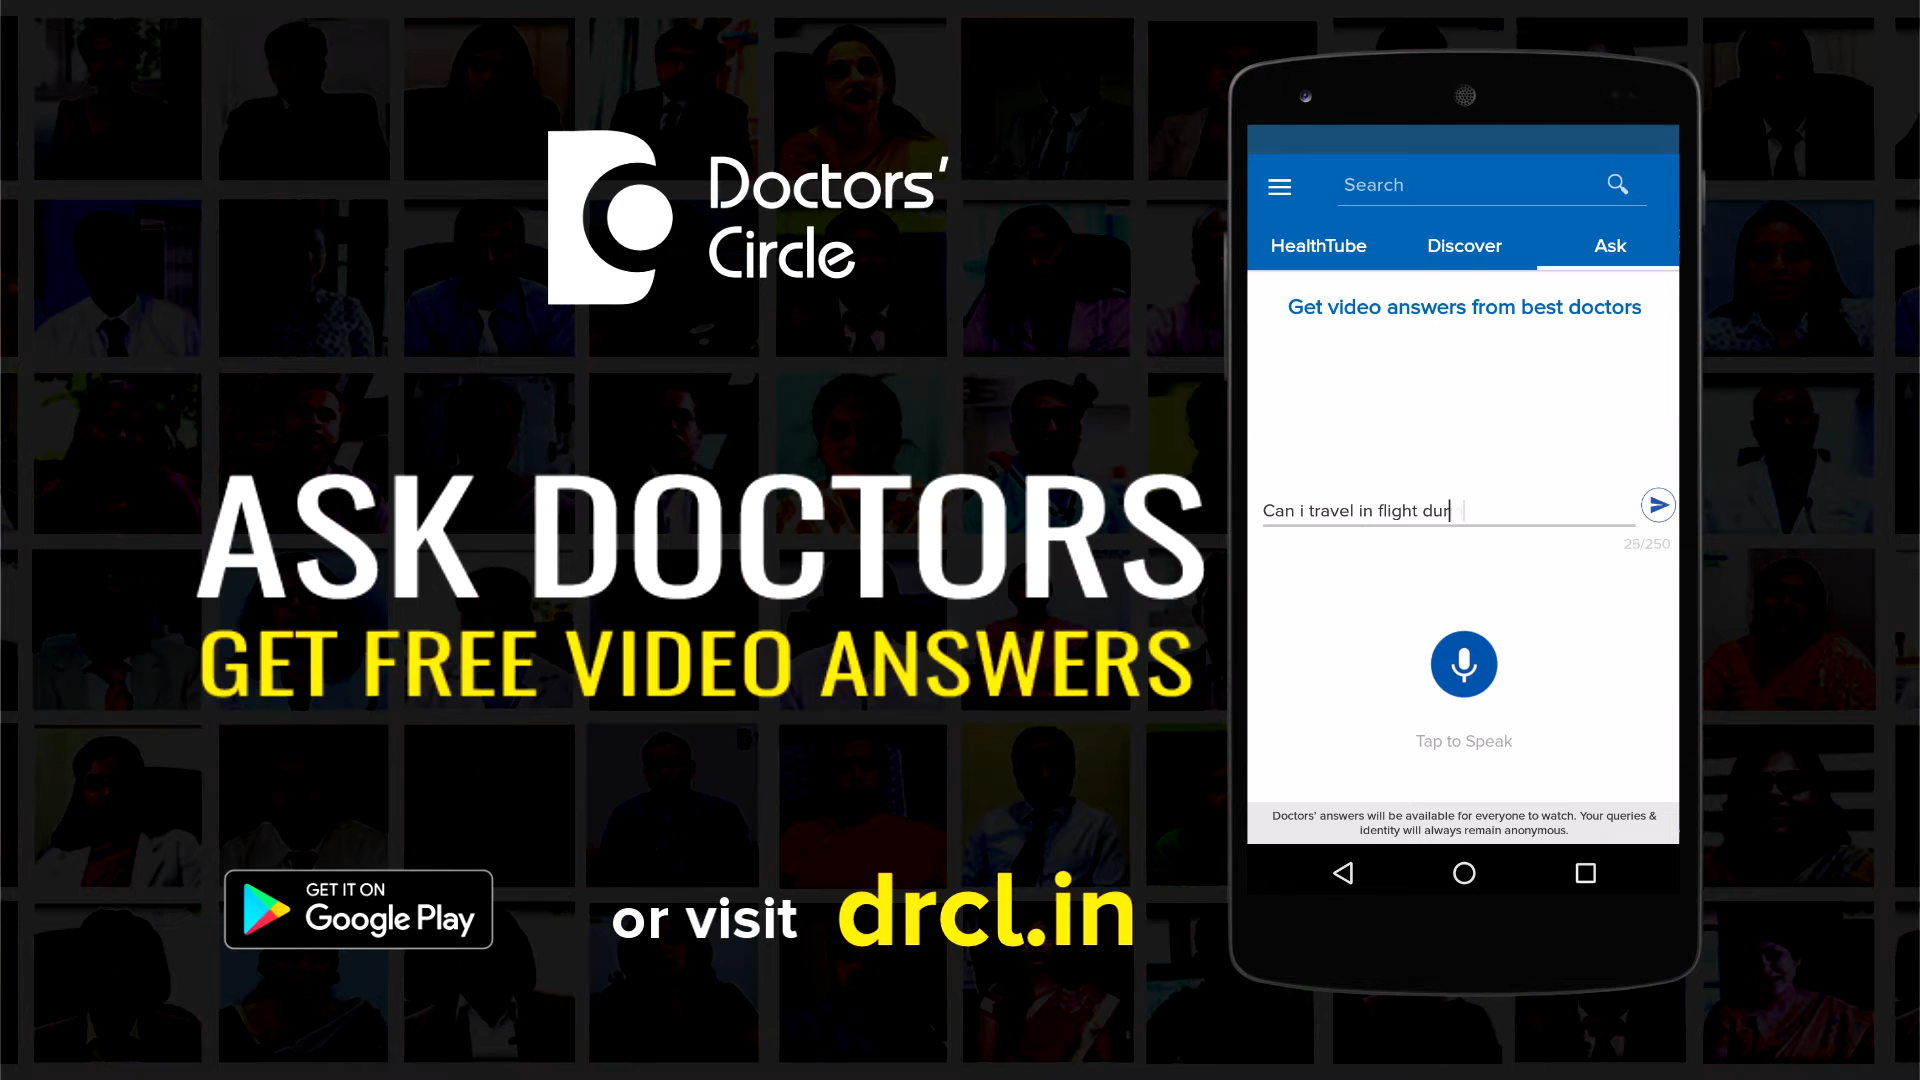 Doctors'
Circle
ASK DOCTORS
GET FREE VIDEO ANSWERS
GET IT ON
Google Play
or visit drcl.in
Search
HealthTube Discover Ask
Get video answers from best doctors
Can i travel in flight dur
25/250
Tap to Speak
Doctors' answers will be available for everyone to watch. Your queries &
identity will always remain anonymous.